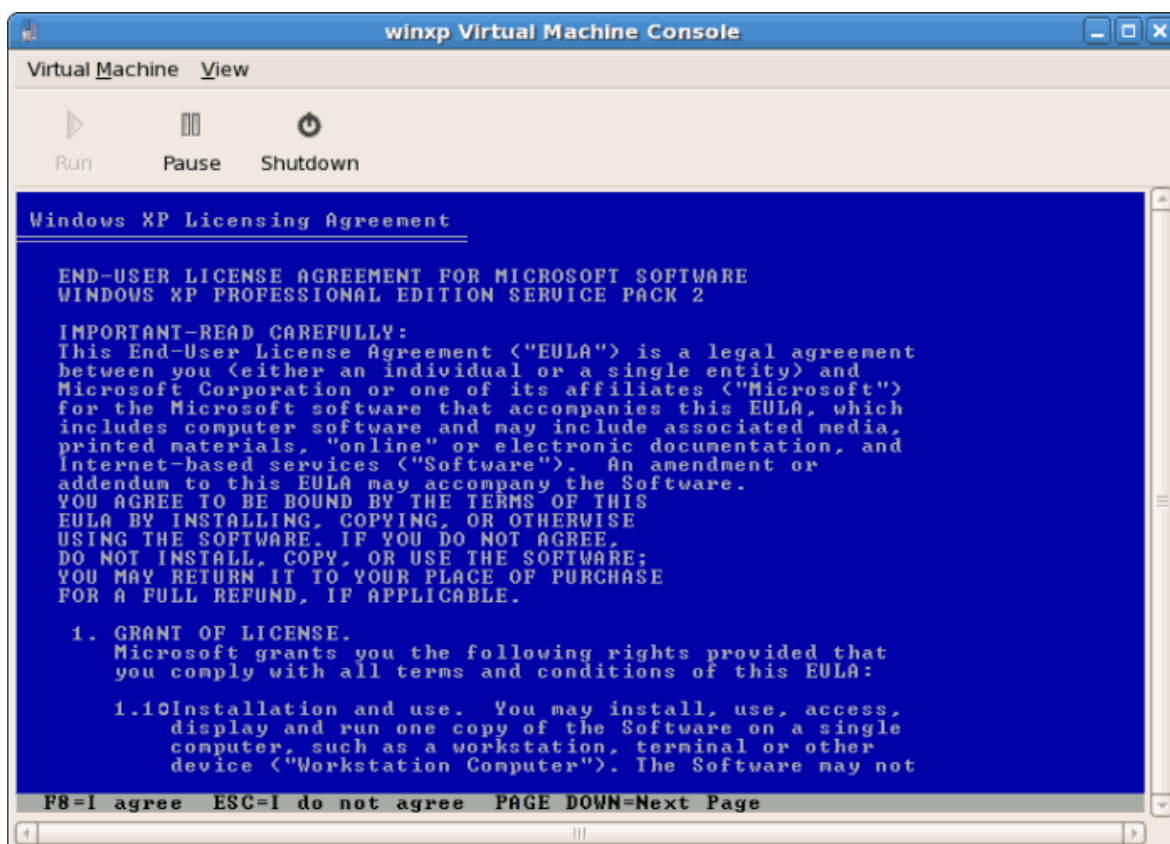 winxp Virtual Machine Console
Virtual Machine View
Run Pause Shutdown
Windows XP Licensing Agreement
END-USER LICENSE AGREEMENT FOR MICROSOFT SOFTWARE
WINDOWS XP PROFESSIONAL EDITION SERVICE PACK 2
IMPORTANT-READ CAREFULLY:
This End-User License Agreement ("EULA") is a legal agreement
between you (either an individual or a single entity) and
Microsoft Corporation or one of its affiliates ("Microsoft")
for the Microsoft software that accompanies this EULA, which
includes computer software and may include associated media,
printed materials, "online" or electronic documentation, and
Internet-based services ("Software").  An amendment or
addendum to this EULA may accompany the Software.
YOU AGREE TO BE BOUND BY THE TERMS OF THIS
EULA BY INSTALLING, COPYING, OR OTHERWISE
USING THE SOFTWARE. IF YOU DO NOT AGREE,
DO NOT INSTALL, COPY, OR USE THE SOFTWARE;
YOU MAY RETURN IT TO YOUR PLACE OF PURCHASE
FOR A FULL REFUND, IF APPLICABLE.
1. GRANT OF LICENSE.
Microsoft grants you the following rights provided that
you comply with all terms and conditions of this EULA:
1.1◘Installation and use.  You may install, use, access,
display and run one copy of the Software on a single
computer, such as a workstation, terminal or other
device ("Workstation Computer"). The Software may not
F8=I agree  ESC=I do not agree  PAGE DOWN=Next Page